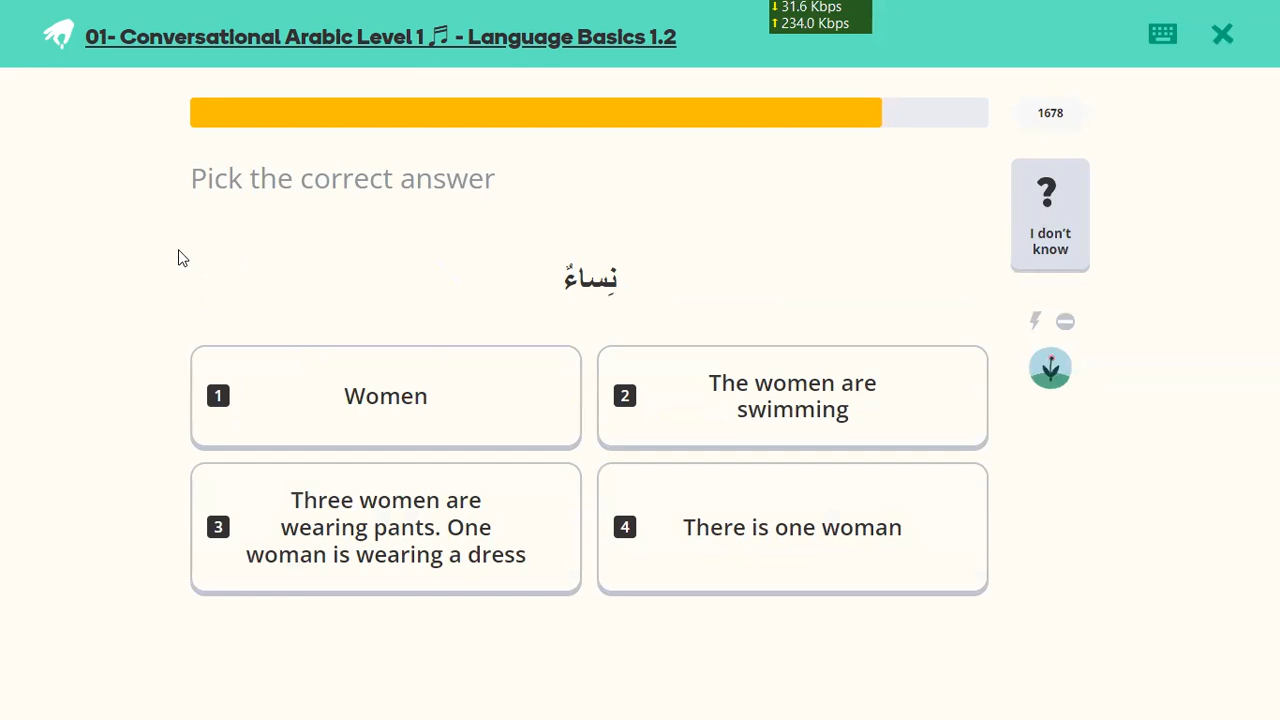 01- Conversational Arabic Level 1 🎵 - Language Basics 1.2
↓ 31.6 Kbps
↑ 234.0 Kbps
1678
Pick the correct answer
?
I don't
know
نِساءٌ
1 Women
2 The women are
swimming
3 Three women are
wearing pants. One
woman is wearing a dress
4 There is one woman